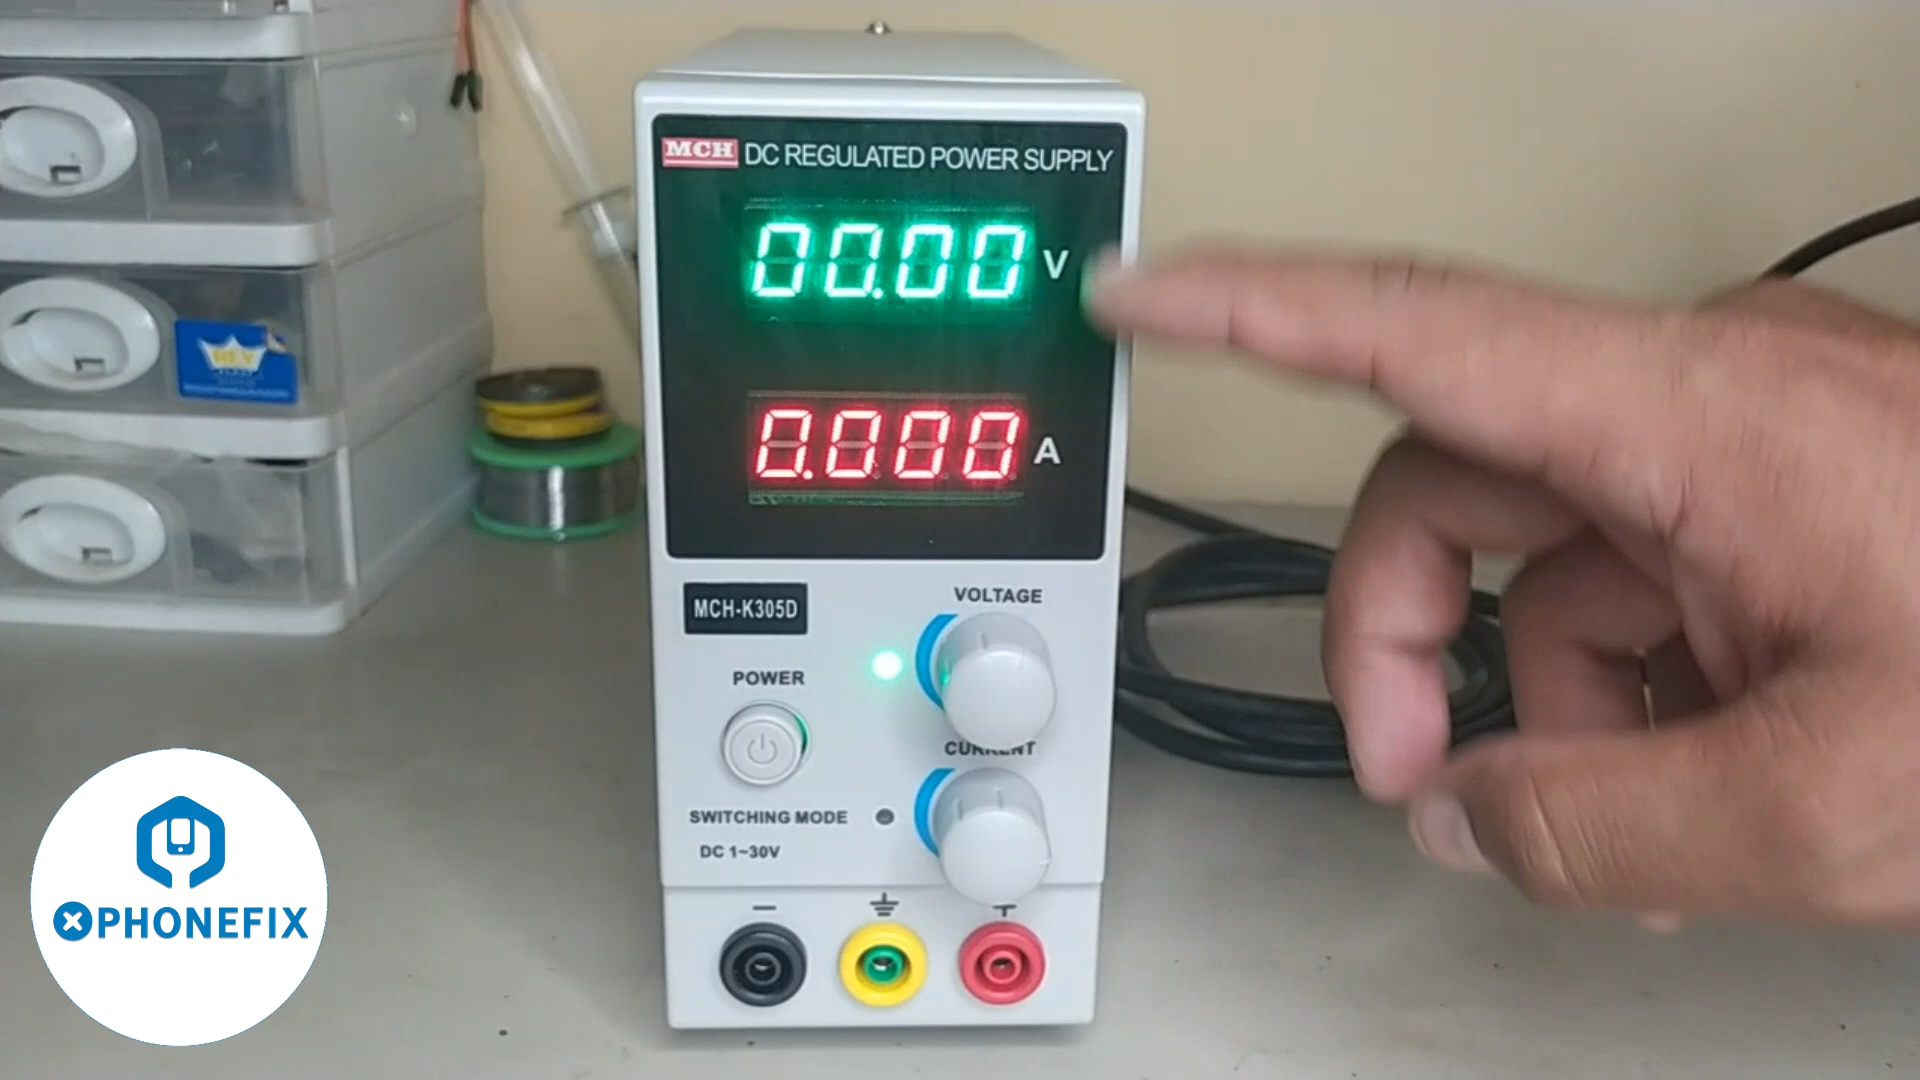 MCH DC REGULATED POWER SUPPLY
00.00 V
0.000 A
MCH-K305D
VOLTAGE
POWER
CURRENT
SWITCHING MODE
DC 1~30V
PHONEFIX